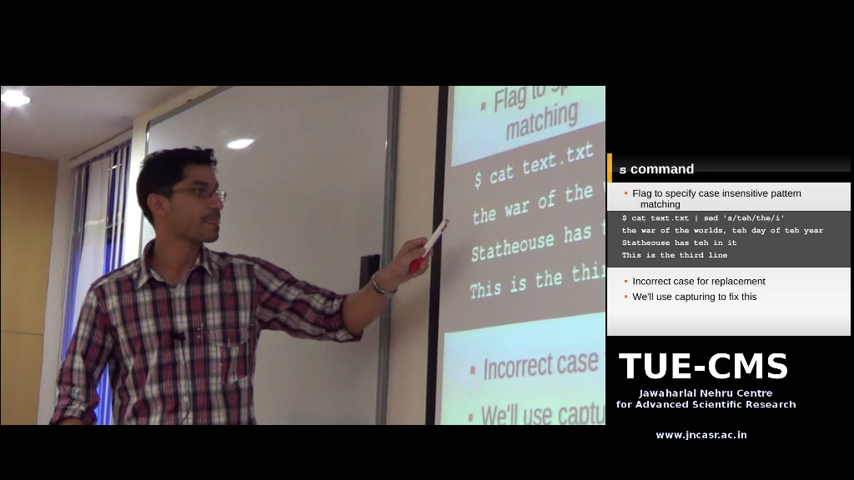 ▪ Flag to sp
matching
$ cat text.txt
the war of the
Statheouse has
This is the thi
▪ Incorrect case
▪ We'll use captu
s command
• Flag to specify case insensitive pattern
matching
$ cat text.txt | sed 's/teh/the/i'
the war of the worlds, teh day of teh year
Statheouse has teh in it
This is the third line
• Incorrect case for replacement
• We'll use capturing to fix this
TUE-CMS
Jawaharlal Nehru Centre
for Advanced Scientific Research
www.jncasr.ac.in